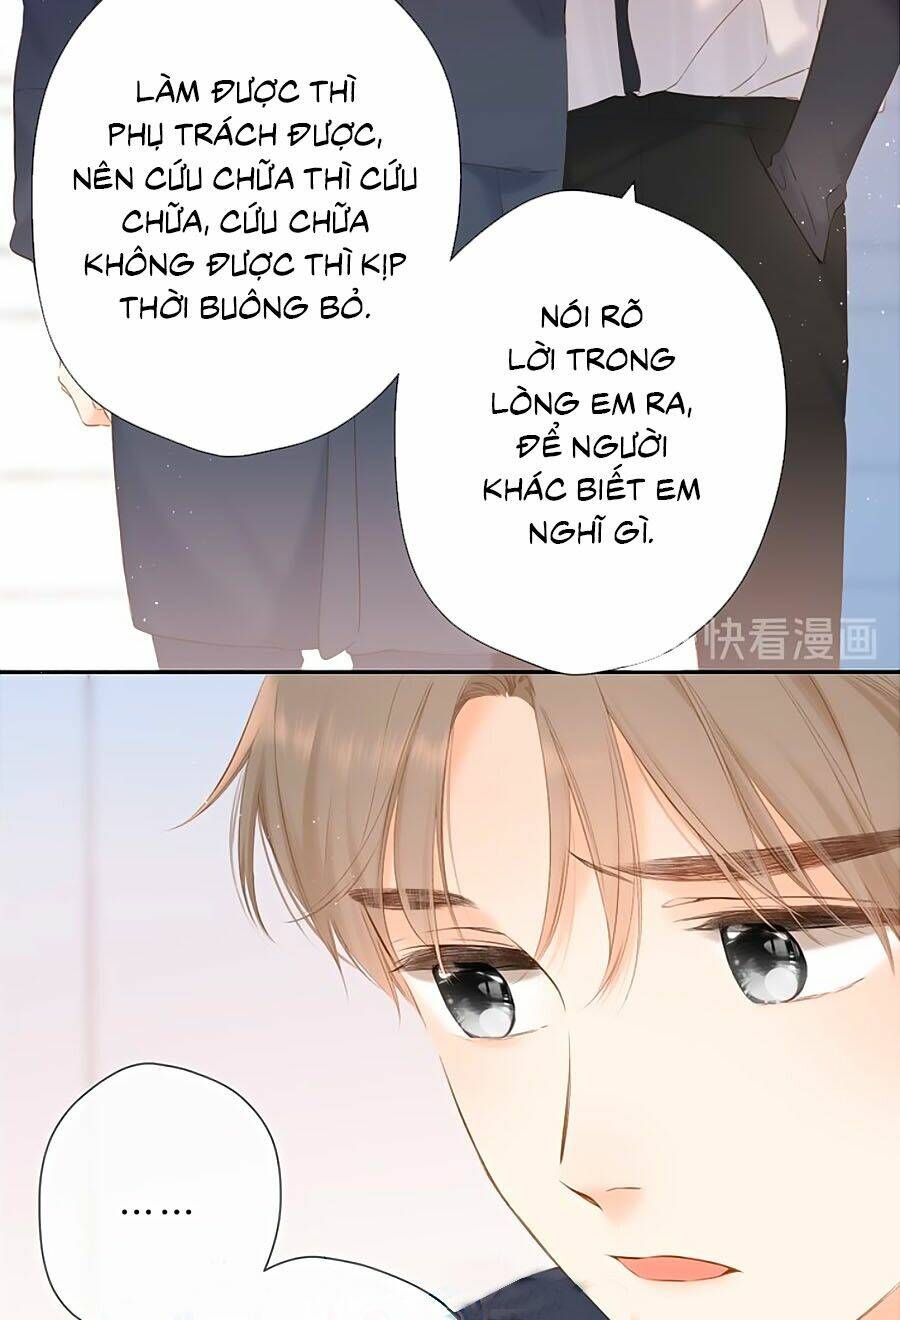 LÀM ĐƯỢC THÌ
PHỤ TRÁCH ĐƯỢC,
NÊN CỨU CHỮA THÌ CỨU
CHỮA, CỨU CHỮA
KHÔNG ĐƯỢC THÌ KỊP
THỜI BUÔNG BỎ.
NÓI RÕ
LỜI TRONG
LÒNG EM RA,
ĐỂ NGƯỜI
KHÁC BIẾT EM
NGHĨ GÌ.
快看漫画
……